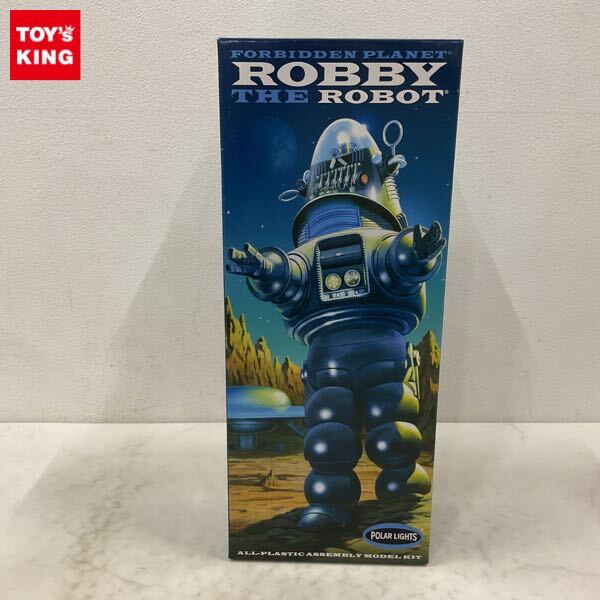 TOY's
KING
FORBIDDEN PLANET®
ROBBY
THE ROBOT®
POLAR LIGHTS
ALL-PLASTIC ASSEMBLY MODEL KIT